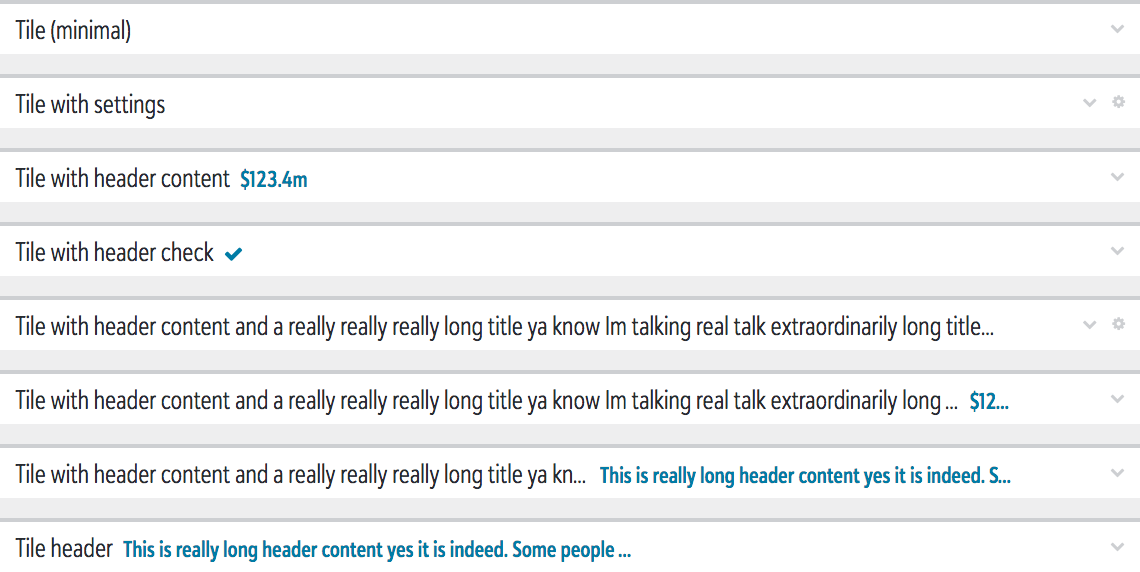 Tile (minimal)
Tile with settings
Tile with header content $123.4m
Tile with header check
Tile with header content and a really really really long title ya know Im talking real talk extraordinarily long title...
Tile with header content and a really really really long title ya know Im talking real talk extraordinarily long ... $12...
Tile with header content and a really really really long title ya kn... This is really long header content yes it is indeed. S...
Tile header This is really long header content yes it is indeed. Some people ...